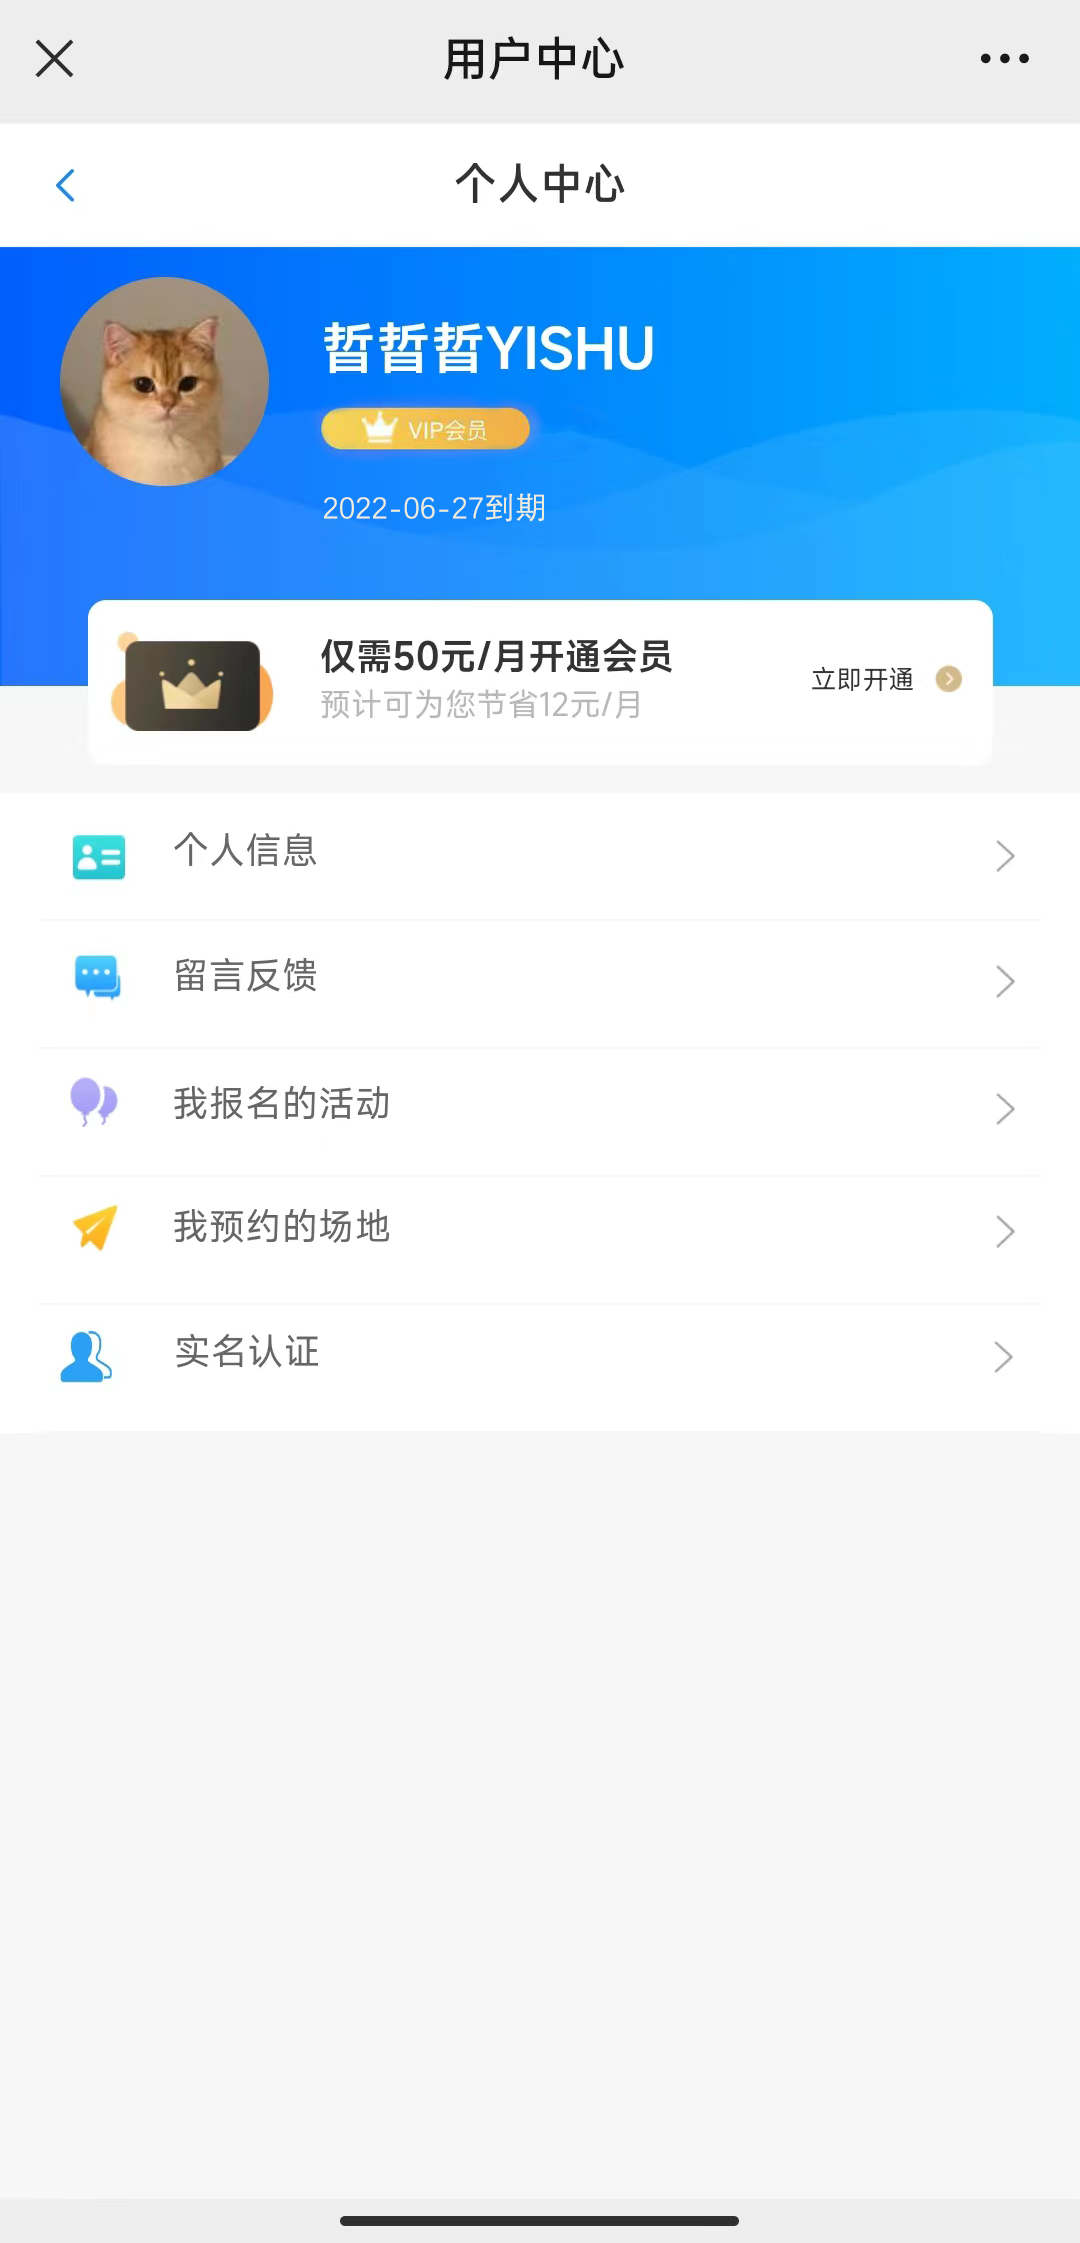 用户中心
个人中心
哲哲哲YISHU
VIP会员
2022-06-27到期
仅需50元/月开通会员
预计可为您节省12元/月
立即开通
个人信息
留言反馈
我报名的活动
我预约的场地
实名认证